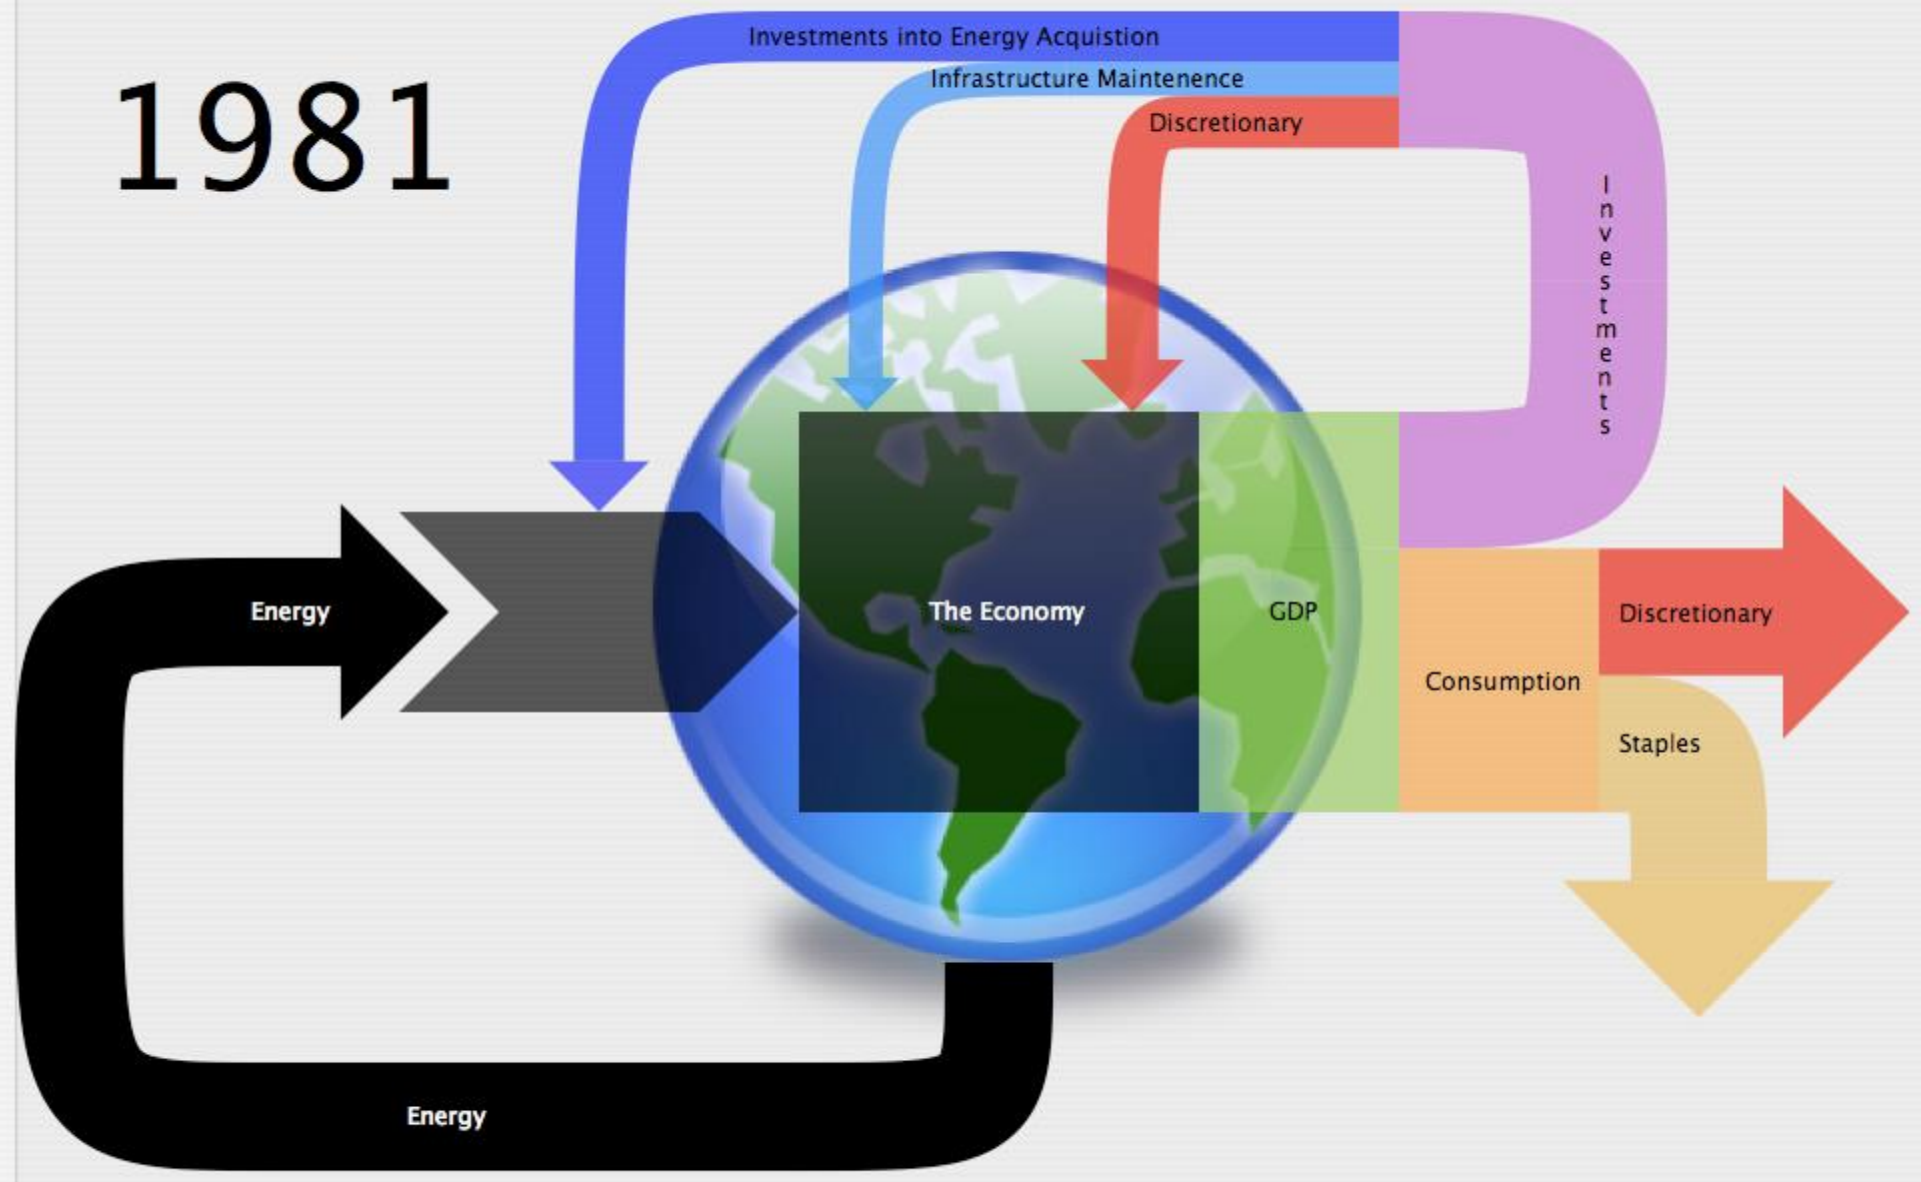 1981
Investments into Energy Acquistion
Infrastructure Maintenence
Discretionary
Investments
Energy
The Economy
GDP
Discretionary
Consumption
Staples
Energy